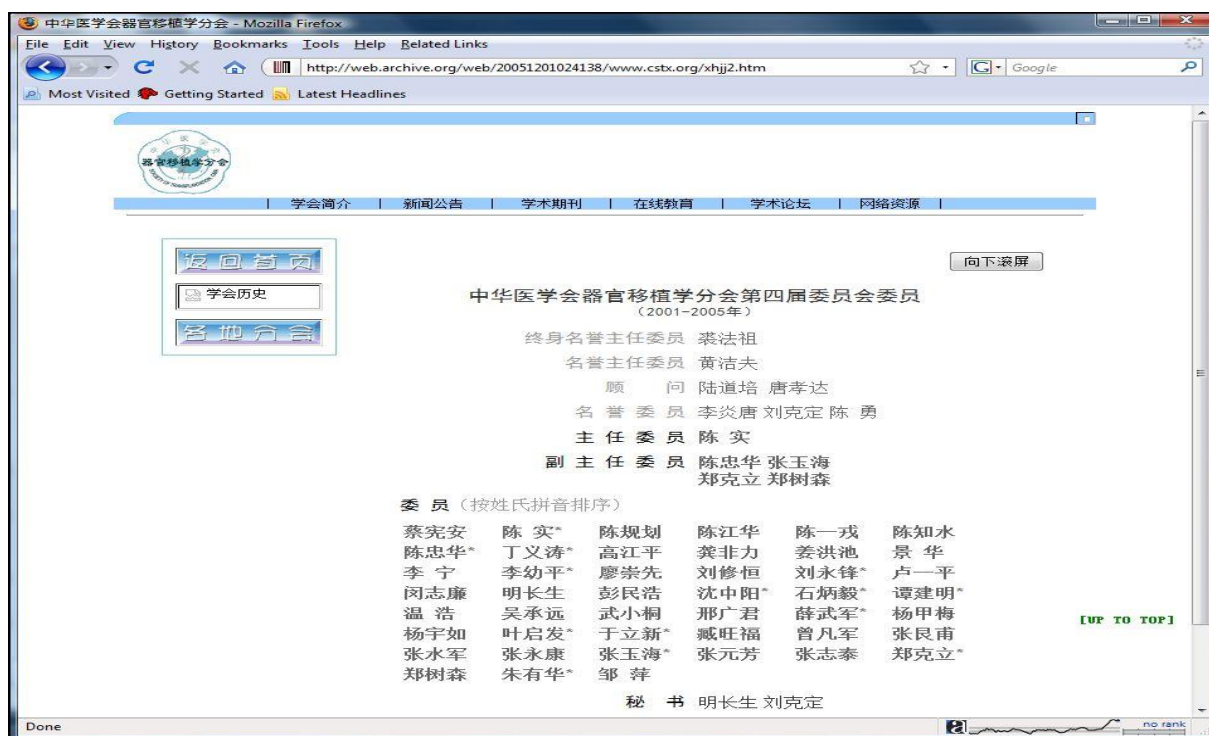 中华医学会器官移植学分会 - Mozilla Firefox
File Edit View History Bookmarks Tools Help Related Links
http://web.archive.org/web/20051201024138/www.cstx.org/xhjj2.htm
Google
Most Visited Getting Started Latest Headlines
器官移植学分会
| 学会简介 | 新闻公告 | 学术期刊 | 在线教育 | 学术论坛 | 网络资源 |
返回首页
向下滚屏
学会历史
各地分会
中华医学会器官移植学分会第四届委员会委员
(2001-2005年)
终身名誉主任委员 裘法祖
名誉主任委员 黄洁夫
顾 问 陆道培 唐孝达
名 誉 委 员 李炎唐 刘克定 陈 勇
主 任 委 员 陈 实
副 主 任 委 员 陈忠华 张玉海
郑克立 郑树森
委 员（按姓氏拼音排序）
蔡宪安 陈 实* 陈规划 陈江华 陈一戎 陈知水
陈忠华* 丁义涛* 高江平 龚非力 姜洪池 景 华
李 宁 李幼平* 廖崇先 刘修恒 刘永锋* 卢一平
闵志廉 明长生 彭民浩 沈中阳* 石炳毅* 谭建明*
温 浩 吴承远 武小桐 邢广君 薛武军* 杨甲梅
杨宇如 叶启发* 于立新* 臧旺福 曾凡军 张艮甫
张水军 张永康 张玉海* 张元芳 张志泰 郑克立*
郑树森 朱有华* 邹 萍
[UP TO TOP]
秘 书 明长生 刘克定
Done
no rank